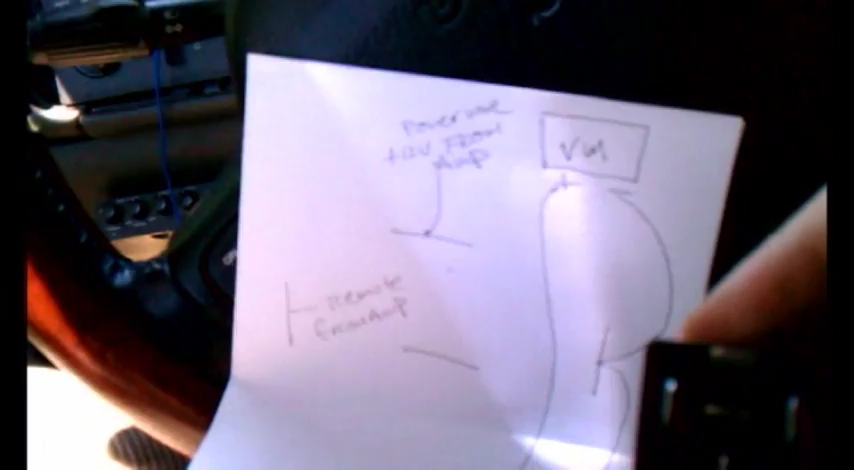 Power wire
+12V From
Amp
VM
+
-
Remote
From Amp